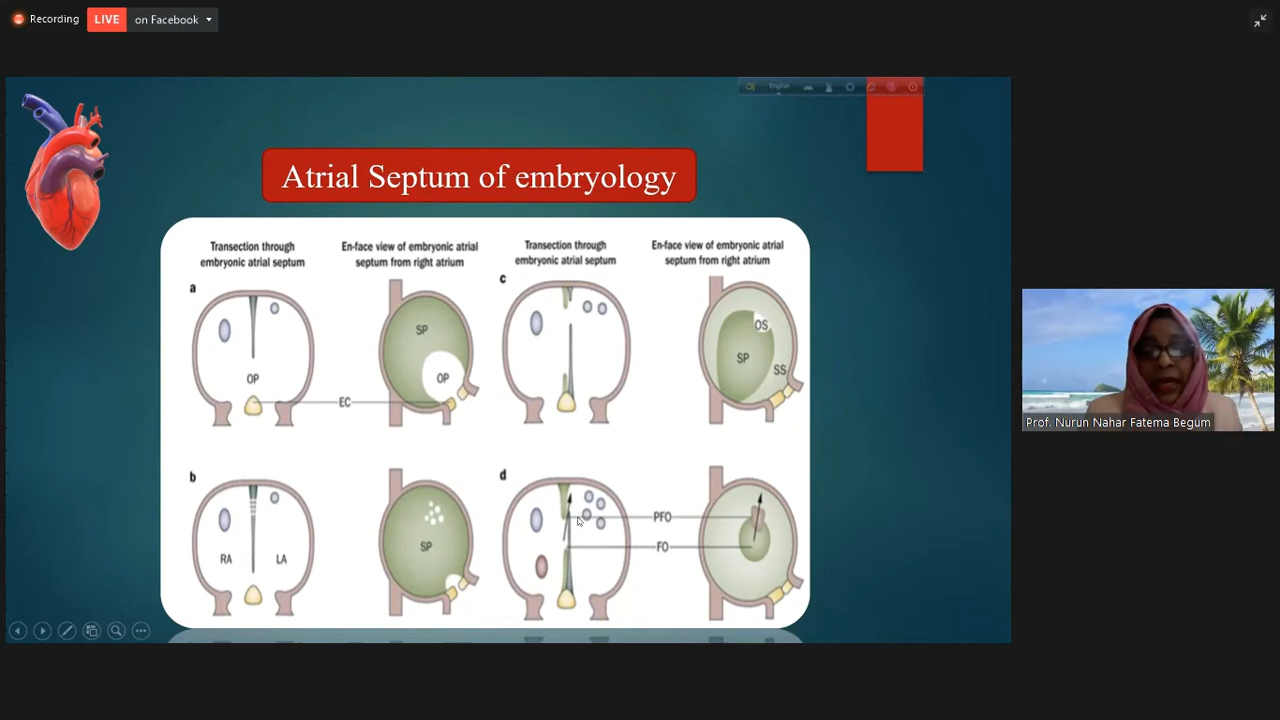 Recording
LIVE
on Facebook
English
Atrial Septum of embryology
Transection through
embryonic atrial septum
En-face view of embryonic atrial
septum from right atrium
Transection through
embryonic atrial septum
En-face view of embryonic atrial
septum from right atrium
a
OP
SP
OP
EC
c
OS
SP
SS
b
RA
LA
SP
d
PFO
FO
Prof. Nurun Nahar Fatema Begum